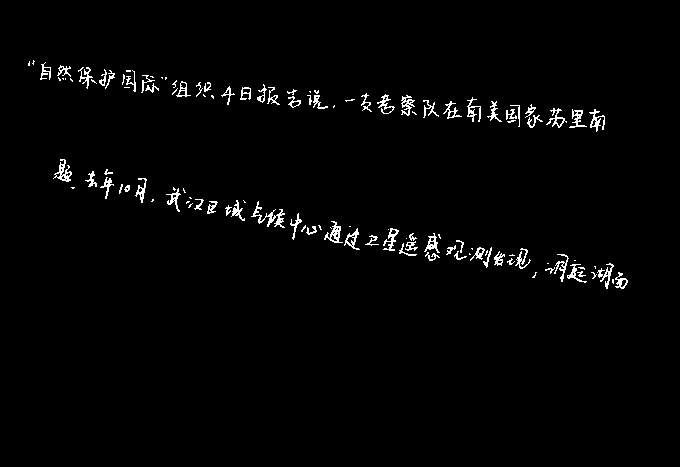 “自然保护国际”组织4日报告说，一支考察队在南美国家苏里南
题。去年10月，武汉区域气候中心通过卫星遥感观测发现，洞庭湖面